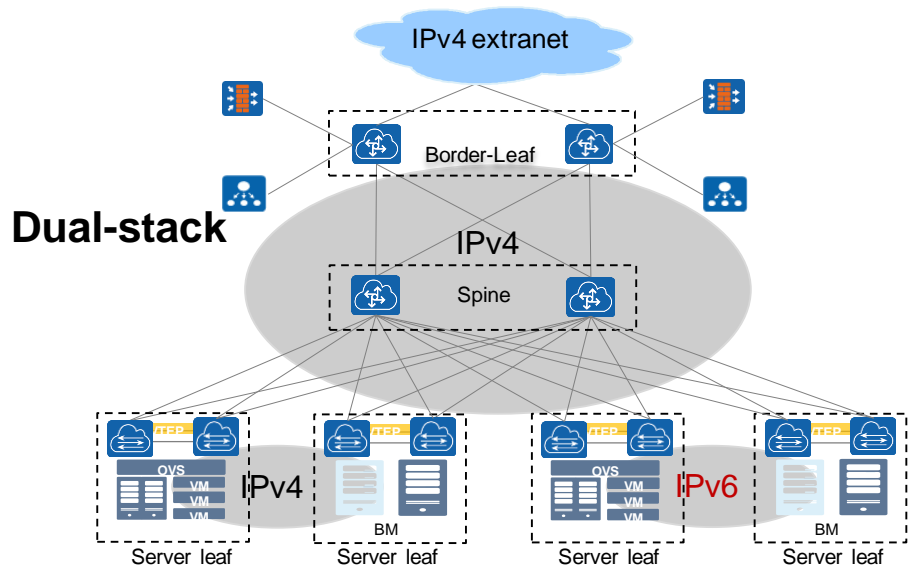 IPv4 extranet
Border-Leaf
Dual-stack
IPv4
Spine
VTEP
VTEP
VTEP
VTEP
OVS
VM
VM
VM
IPv4
BM
OVS
VM
VM
VM
IPv6
BM
Server leaf
Server leaf
Server leaf
Server leaf